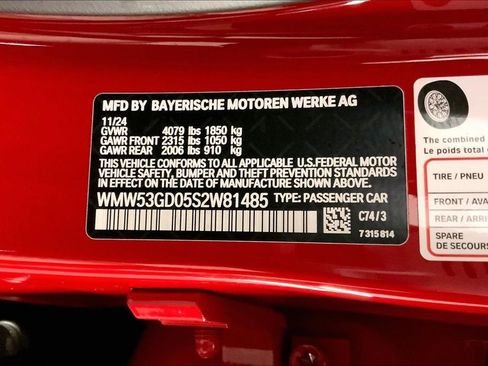 MFD BY BAYERISCHE MOTOREN WERKE AG
11/24
GVWR 4079 lbs 1850 kg
GAWR FRONT 2315 lbs 1050 kg
GAWR REAR 2006 lbs 910 kg
THIS VEHICLE CONFORMS TO ALL APPLICABLE U.S.FEDERAL MOTOR
VEHICLE SAFETY, BUMPER AND THEFT PREVENTION STANDARDS
IN EFFECT ON THE DATE OF MANUFACTURE SHOWN ABOVE.
WMW53GD05S2W81485 TYPE: PASSENGER CAR
C74/3
7315814
The combined
Le poids total
TIRE / PNEU
FRONT / AVA
REAR / ARRI
SPARE
DE SECOURS